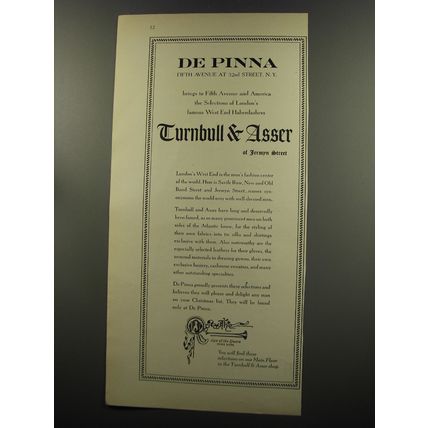 12
DE PINNA
FIFTH AVENUE AT 52nd STREET, N.Y.
brings to Fifth Avenue and America
the Selections of London's
famous West End Haberdashers
Turnbull & Asser
of Jermyn Street
London's West End is the man's fashion center
of the world. Here is Savile Row, New and Old
Bond Street and Jermyn Street, names syn-
onymous the world over with well-dressed men.
Turnbull and Asser have long and deservedly
been famed, as so many prominent men on both
sides of the Atlantic know, for the styling of
their own fabrics into tie silks and shirtings
exclusive with them. Also noteworthy are the
especially selected leathers for their gloves, the
unusual materials in dressing gowns, their own
exclusive hosiery, cashmere sweaters, and many
other outstanding specialties.
De Pinna proudly presents these selections and
believes they will please and delight any man
on your Christmas list. They will be found
only at De Pinna.
sign of the
You will find these
selections on our Main Floor
in the Turnbull & Asser shop.